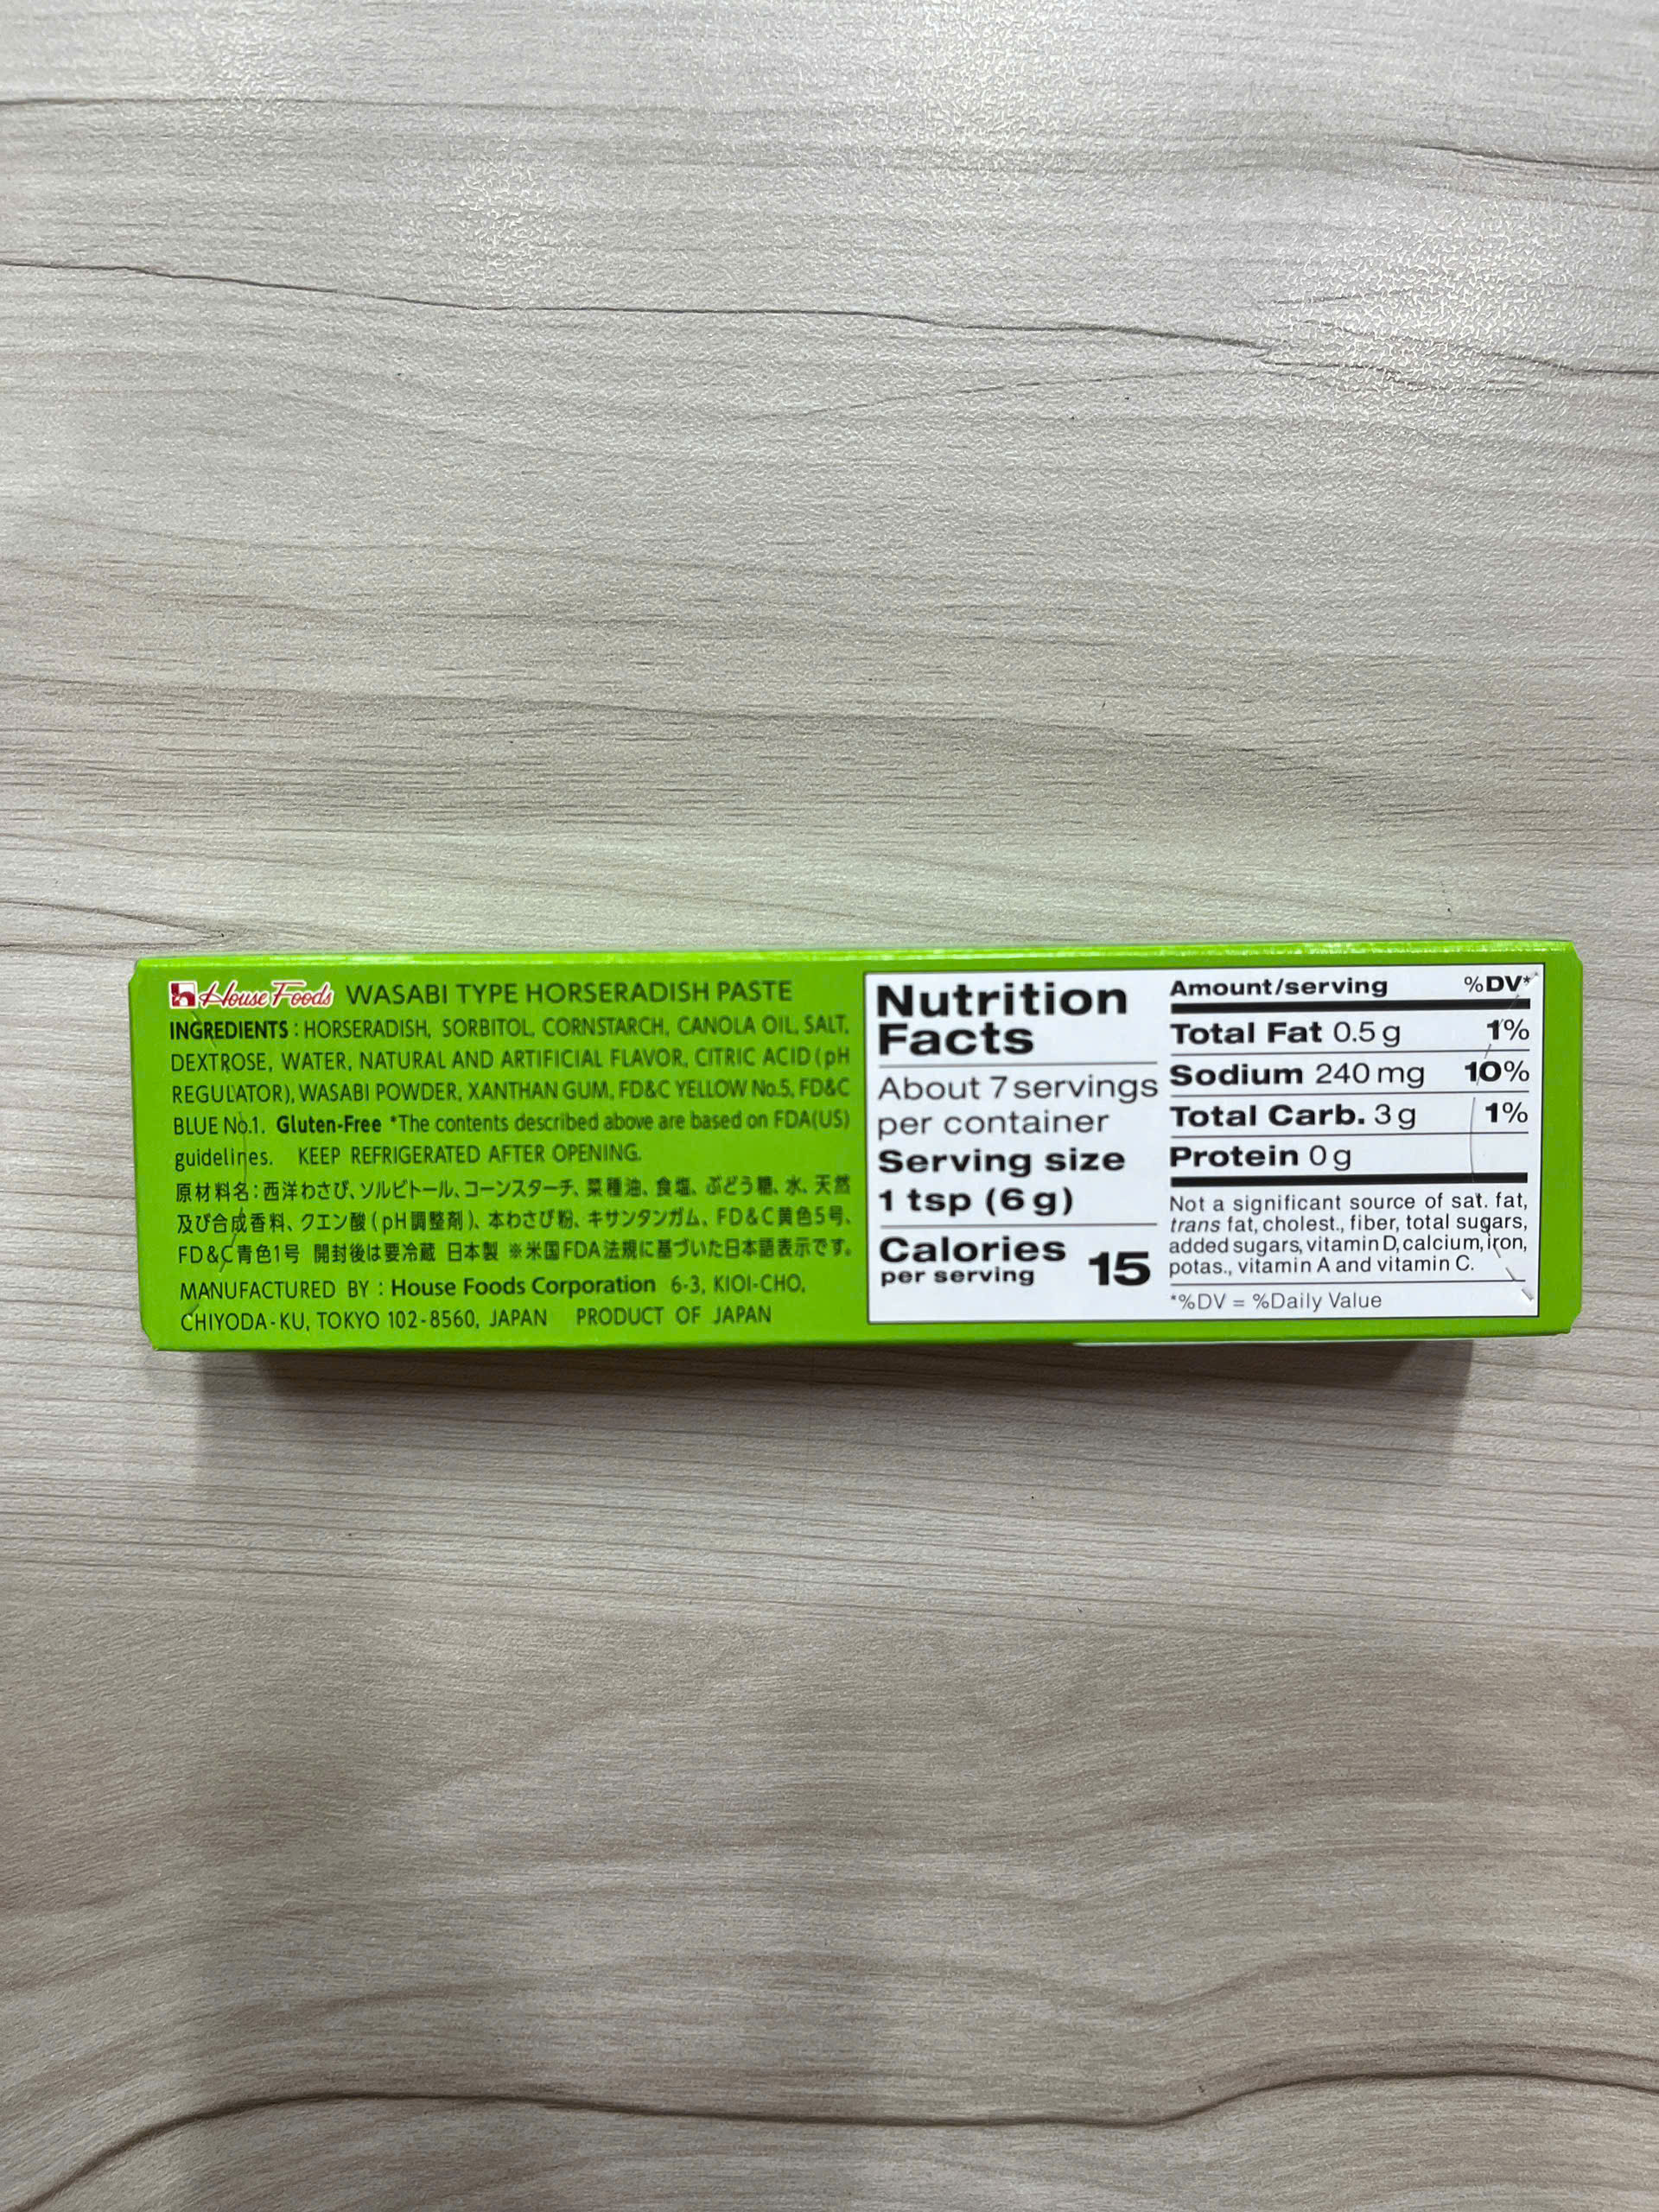 House Foods WASABI TYPE HORSERADISH PASTE
INGREDIENTS : HORSERADISH, SORBITOL, CORNSTARCH, CANOLA OIL, SALT,
DEXTROSE, WATER, NATURAL AND ARTIFICIAL FLAVOR, CITRIC ACID (pH
REGULATOR), WASABI POWDER, XANTHAN GUM, FD&C YELLOW No.5, FD&C
BLUE No.1. Gluten-Free *The contents described above are based on FDA(US)
guidelines. KEEP REFRIGERATED AFTER OPENING.
原材料名:西洋わさび、ソルビトール、コーンスターチ、菜種油、食塩、ぶどう糖、水、天然
及び合成香料、クエン酸(pH調整剤)、本わさび粉、キサンタンガム、FD&C黄色5号、
FD&C青色1号 開封後は要冷蔵 日本製 ※米国FDA法規に基づいた日本語表示です。
MANUFACTURED BY : House Foods Corporation 6-3, KIOI-CHO,
CHIYODA-KU, TOKYO 102-8560, JAPAN PRODUCT OF JAPAN
Nutrition
Facts
About 7 servings
per container
Serving size
1 tsp (6 g)
Calories
per serving 15
Amount/serving %DV*
Total Fat 0.5 g 1%
Sodium 240 mg 10%
Total Carb. 3 g 1%
Protein 0 g
Not a significant source of sat. fat,
trans fat, cholest., fiber, total sugars,
added sugars, vitamin D, calcium, iron,
potas., vitamin A and vitamin C.
*%DV = %Daily Value